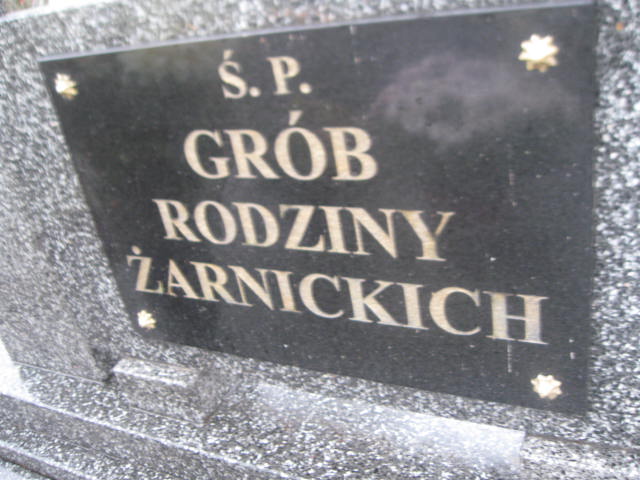 Ś. P.
GRÓB
RODZINY
ŻARNICKICH